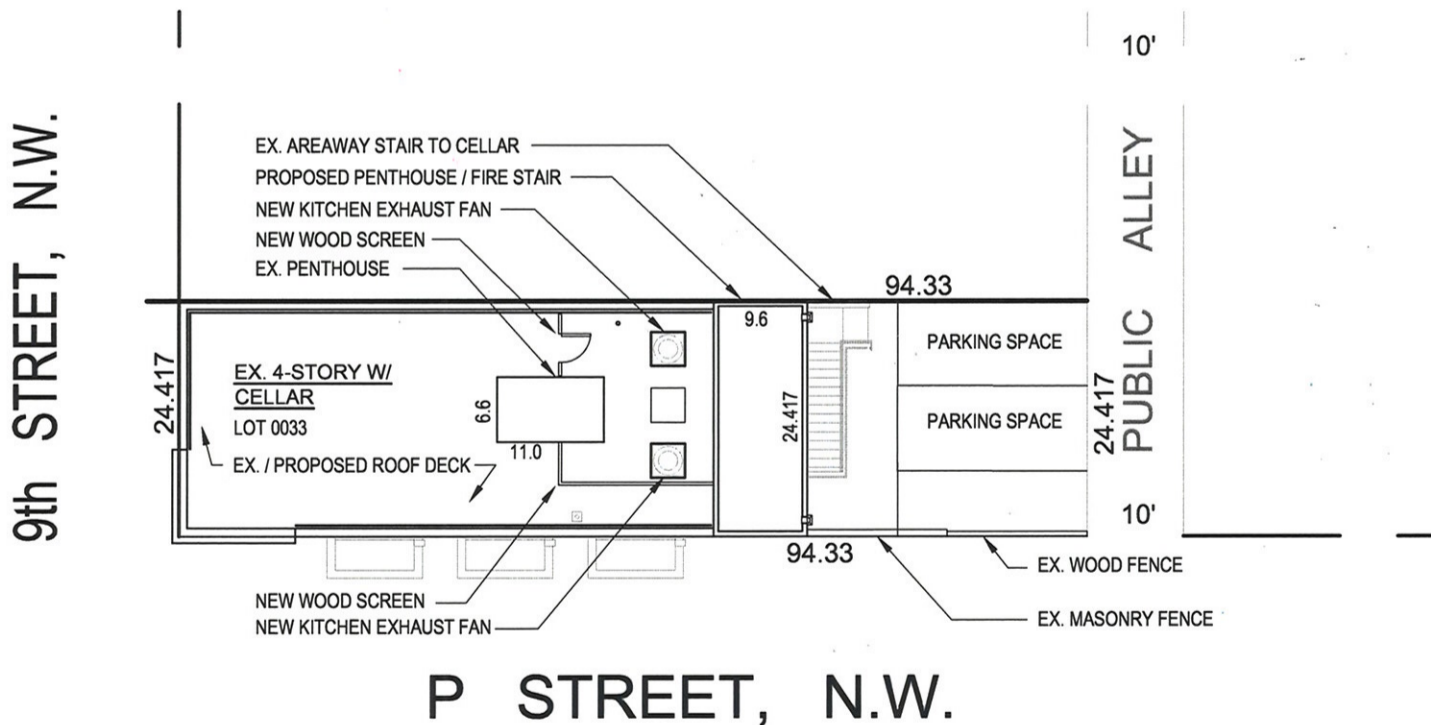 10'
9th STREET, N.W.
PUBLIC ALLEY
EX. AREAWAY STAIR TO CELLAR
PROPOSED PENTHOUSE / FIRE STAIR
NEW KITCHEN EXHAUST FAN
NEW WOOD SCREEN
EX. PENTHOUSE
94.33
9.6
PARKING SPACE
24.417
EX. 4-STORY W/
CELLAR
LOT 0033
6.6
11.0
24.417
PARKING SPACE
24.417
EX. / PROPOSED ROOF DECK
10'
94.33
EX. WOOD FENCE
NEW WOOD SCREEN
NEW KITCHEN EXHAUST FAN
EX. MASONRY FENCE
P STREET, N.W.